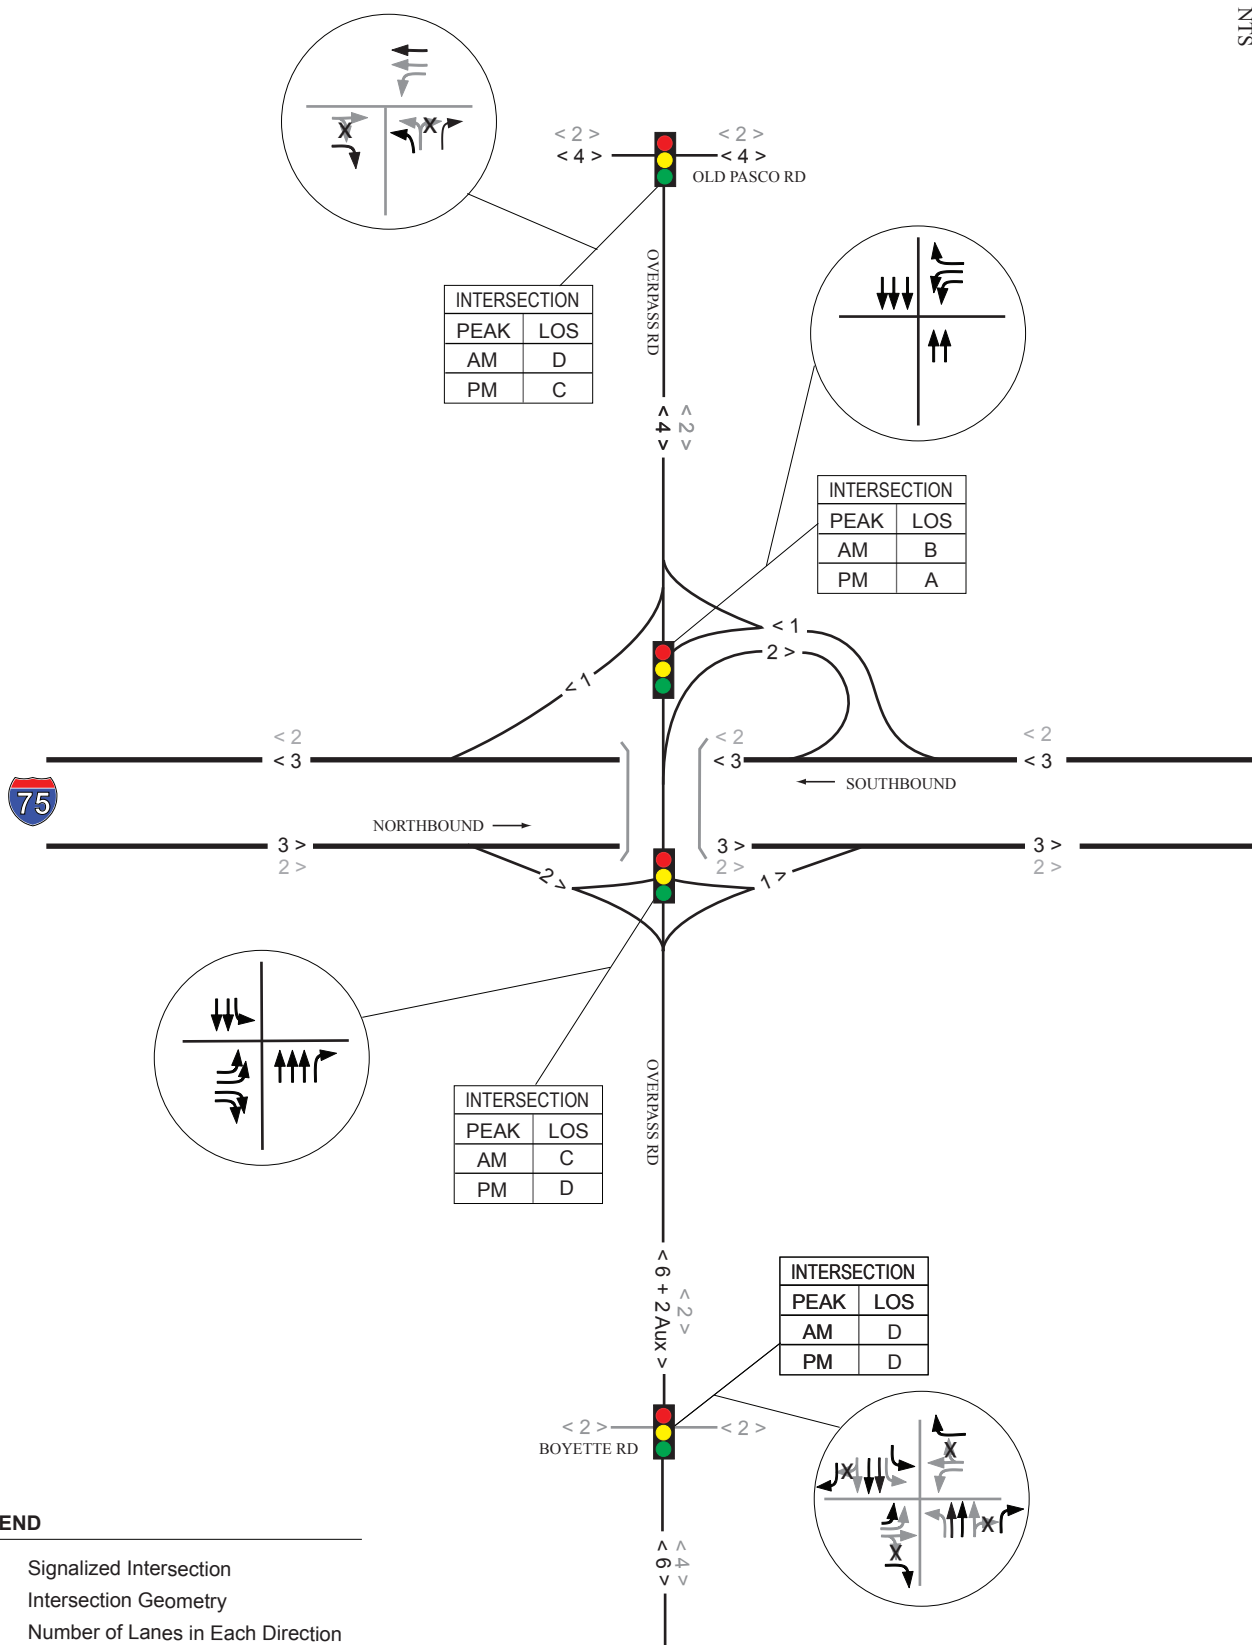 NTS
< 2 >
< 4 >
< 2 >
< 4 >
OLD PASCO RD
X
X
OVERPASS RD
INTERSECTION
PEAK LOS
AM D
PM C
< 4 >
< 2 >
INTERSECTION
PEAK LOS
AM B
PM A
< 1
2 >
< 1
< 2
< 3
< 2
< 3
< 2
< 3
SOUTHBOUND
75
NORTHBOUND
3 >
2 >
3 >
2 >
3 >
2 >
2 >
1 >
OVERPASS RD
INTERSECTION
PEAK LOS
AM C
PM D
< 6 + 2 Aux >
< 2 >
INTERSECTION
PEAK LOS
AM D
PM D
< 2 >
< 2 >
BOYETTE RD
X
X
X
X
< 6 >
< 4 >
END
Signalized Intersection
Intersection Geometry
Number of Lanes in Each Direction